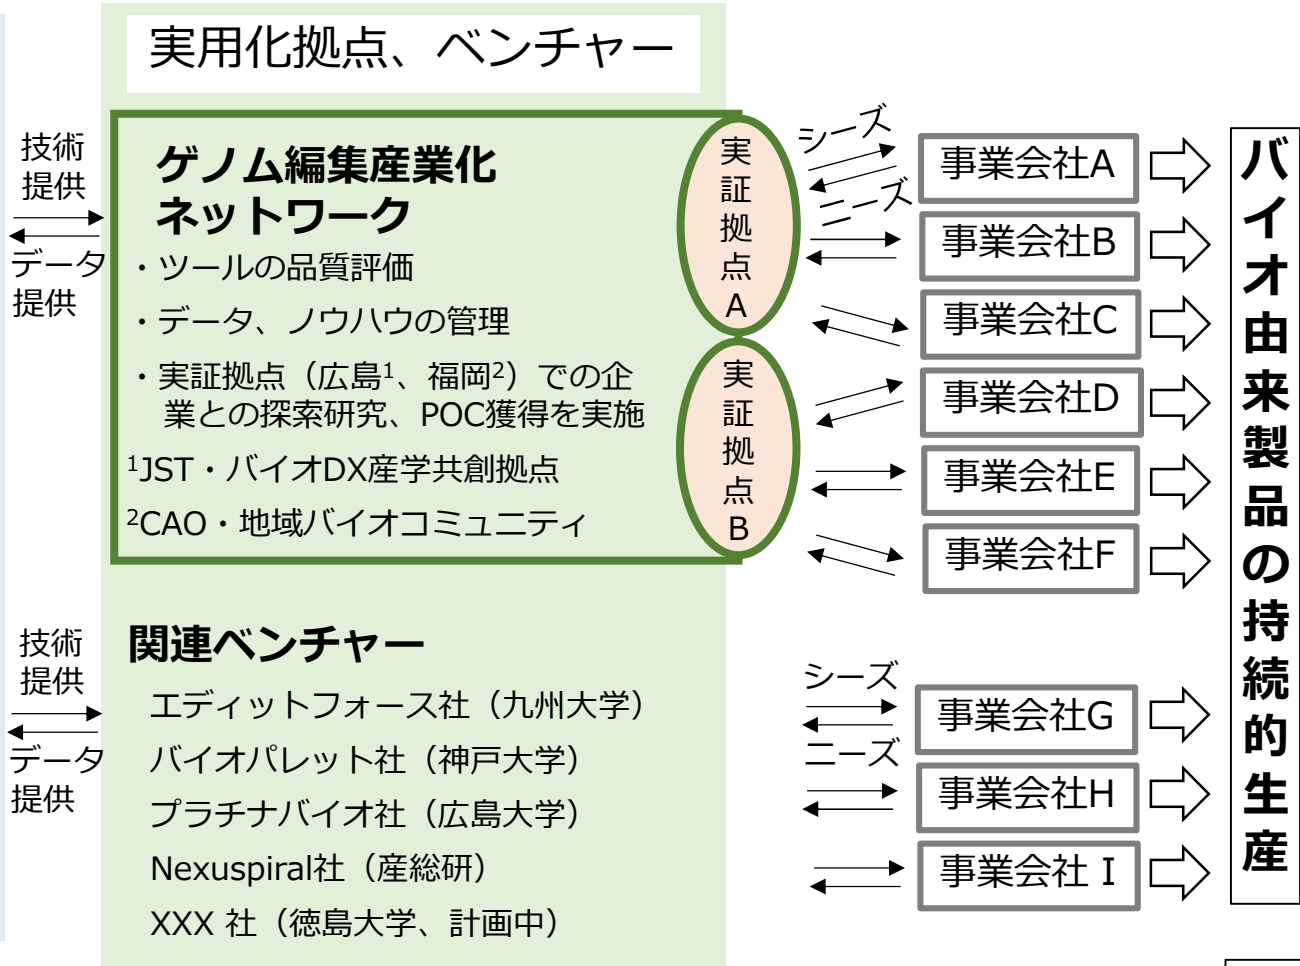 実用化拠点、ベンチャー
技術
提供
データ
提供
ゲノム編集産業化
ネットワーク
・ツールの品質評価
・データ、ノウハウの管理
・実証拠点（広島¹、福岡²）での企
業との探索研究、POC獲得を実施
¹JST・バイオDX産学共創拠点
²CAO・地域バイオコミュニティ
実証拠点A
実証拠点B
シーズ
ニーズ
事業会社A
事業会社B
事業会社C
事業会社D
事業会社E
事業会社F
技術
提供
データ
提供
関連ベンチャー
エディットフォース社（九州大学）
バイオパレット社（神戸大学）
プラチナバイオ社（広島大学）
Nexuspiral社（産総研）
XXX 社（徳島大学、計画中）
シーズ
ニーズ
事業会社G
事業会社H
事業会社 I
バイオ由来製品の持続的生産